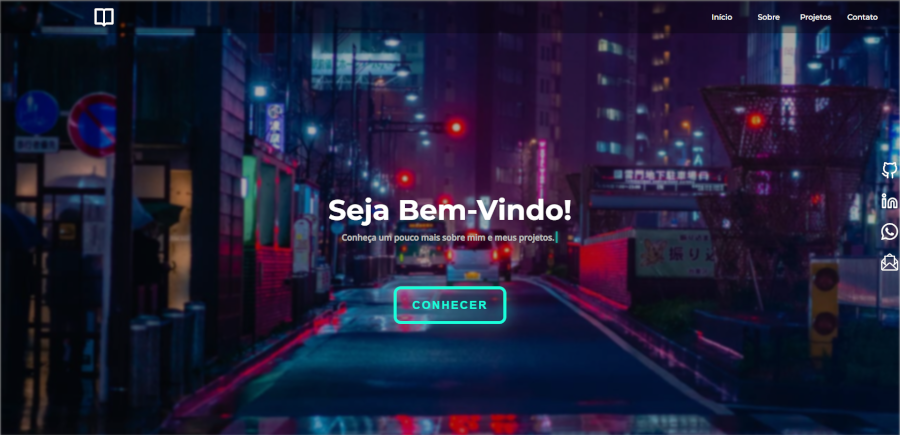 Início Sobre Projetos Contato
Seja Bem-Vindo!
Conheça um pouco mais sobre mim e meus projetos.
CONHECER